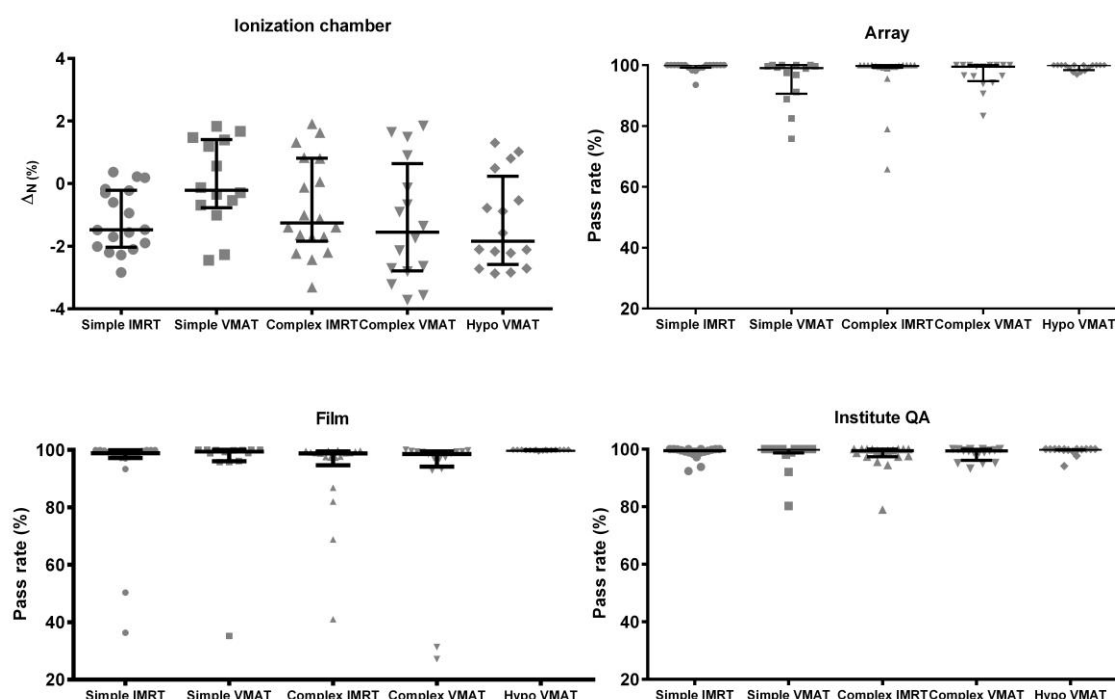 Ionization chamber
4
2
0
-2
-4
ΔN (%)
Simple IMRT Simple VMAT Complex IMRT Complex VMAT Hypo VMAT
Array
100
80
60
40
20
Pass rate (%)
Simple IMRT Simple VMAT Complex IMRT Complex VMAT Hypo VMAT
Film
100
80
60
40
20
Pass rate (%)
Simple IMRT Simple VMAT Complex IMRT Complex VMAT Hypo VMAT
Institute QA
100
80
60
40
20
Pass rate (%)
Simple IMRT Simple VMAT Complex IMRT Complex VMAT Hypo VMAT